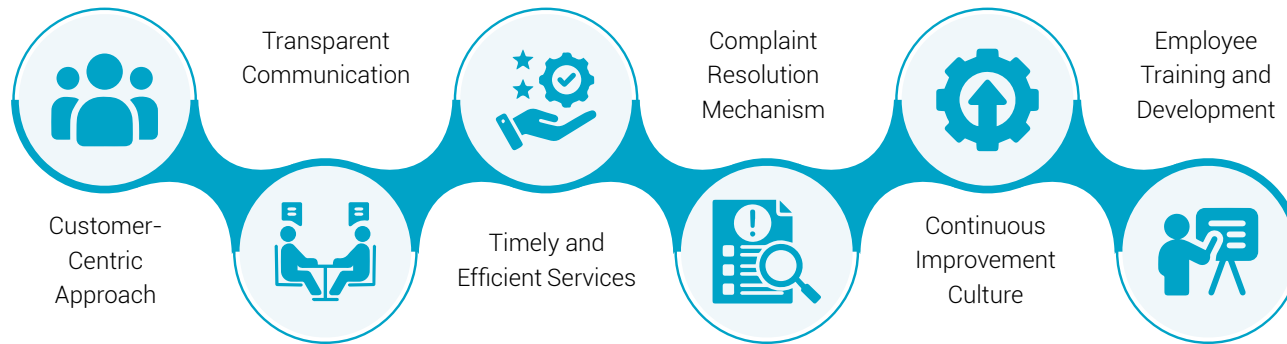 Customer-
Centric
Approach
Transparent
Communication
Timely and
Efficient Services
Complaint
Resolution
Mechanism
Continuous
Improvement
Culture
Employee
Training and
Development